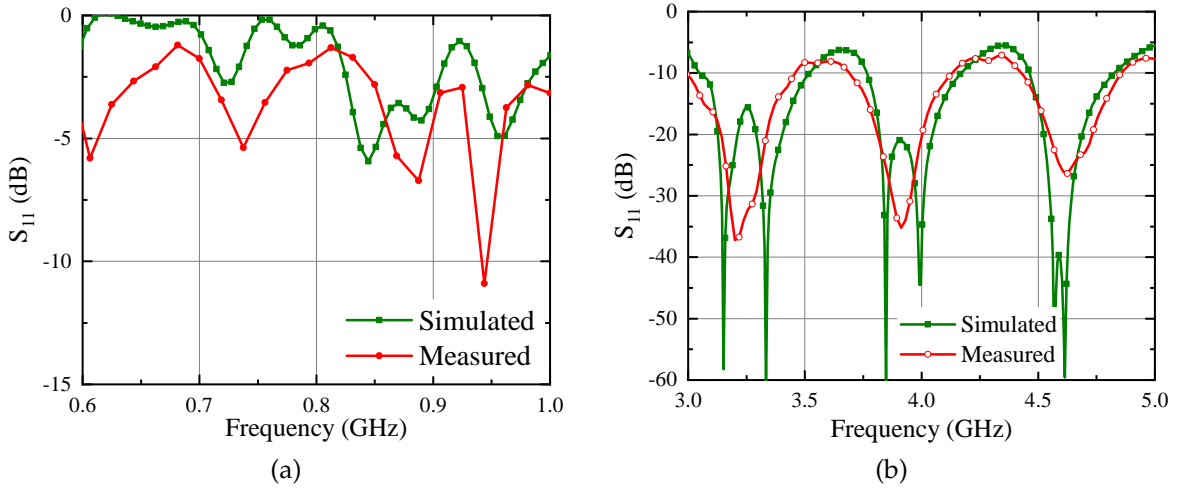 0
-5
-10
-15
S11 (dB)
Simulated
Measured
0.6 0.7 0.8 0.9 1.0
Frequency (GHz)
(a)
0
-10
-20
-30
-40
-50
-60
S11 (dB)
Simulated
Measured
3.0 3.5 4.0 4.5 5.0
Frequency (GHz)
(b)